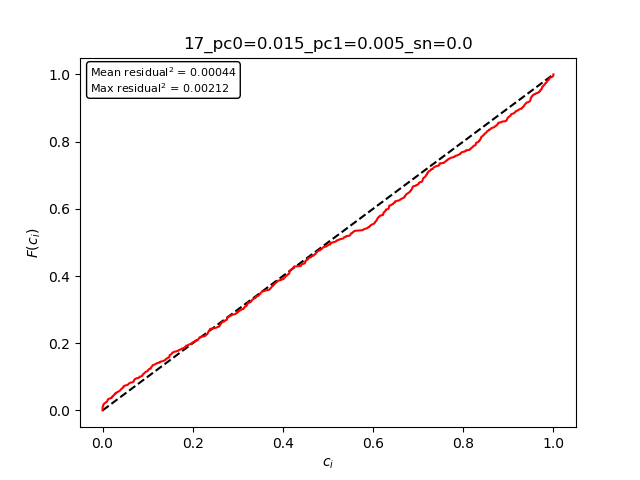 17_pc0=0.015_pc1=0.005_sn=0.0
Mean residual² = 0.00044
Max residual² = 0.00212
1.0
0.8
0.6
0.4
0.2
0.0
F(cᵢ)
0.0 0.2 0.4 0.6 0.8 1.0
cᵢ